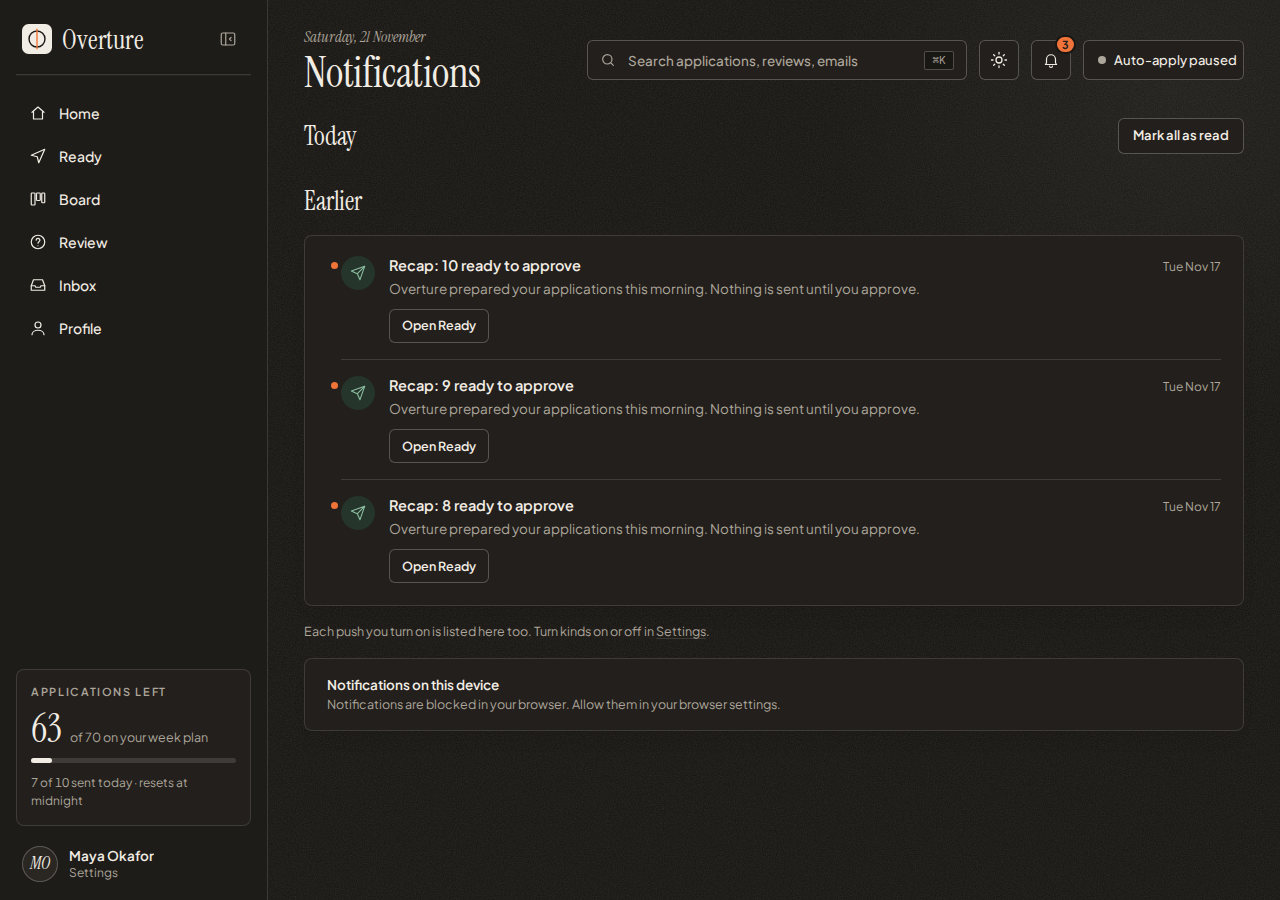 Overture
Home
Ready
Board
Review
Inbox
Profile
APPLICATIONS LEFT
63 of 70 on your week plan
7 of 10 sent today · resets at
midnight
MO
Maya Okafor
Settings
Saturday, 21 November
Notifications
Search applications, reviews, emails
⌘K
3
Auto-apply paused
Today
Mark all as read
Earlier
Recap: 10 ready to approve
Tue Nov 17
Overture prepared your applications this morning. Nothing is sent until you approve.
Open Ready
Recap: 9 ready to approve
Tue Nov 17
Overture prepared your applications this morning. Nothing is sent until you approve.
Open Ready
Recap: 8 ready to approve
Tue Nov 17
Overture prepared your applications this morning. Nothing is sent until you approve.
Open Ready
Each push you turn on is listed here too. Turn kinds on or off in Settings.
Notifications on this device
Notifications are blocked in your browser. Allow them in your browser settings.